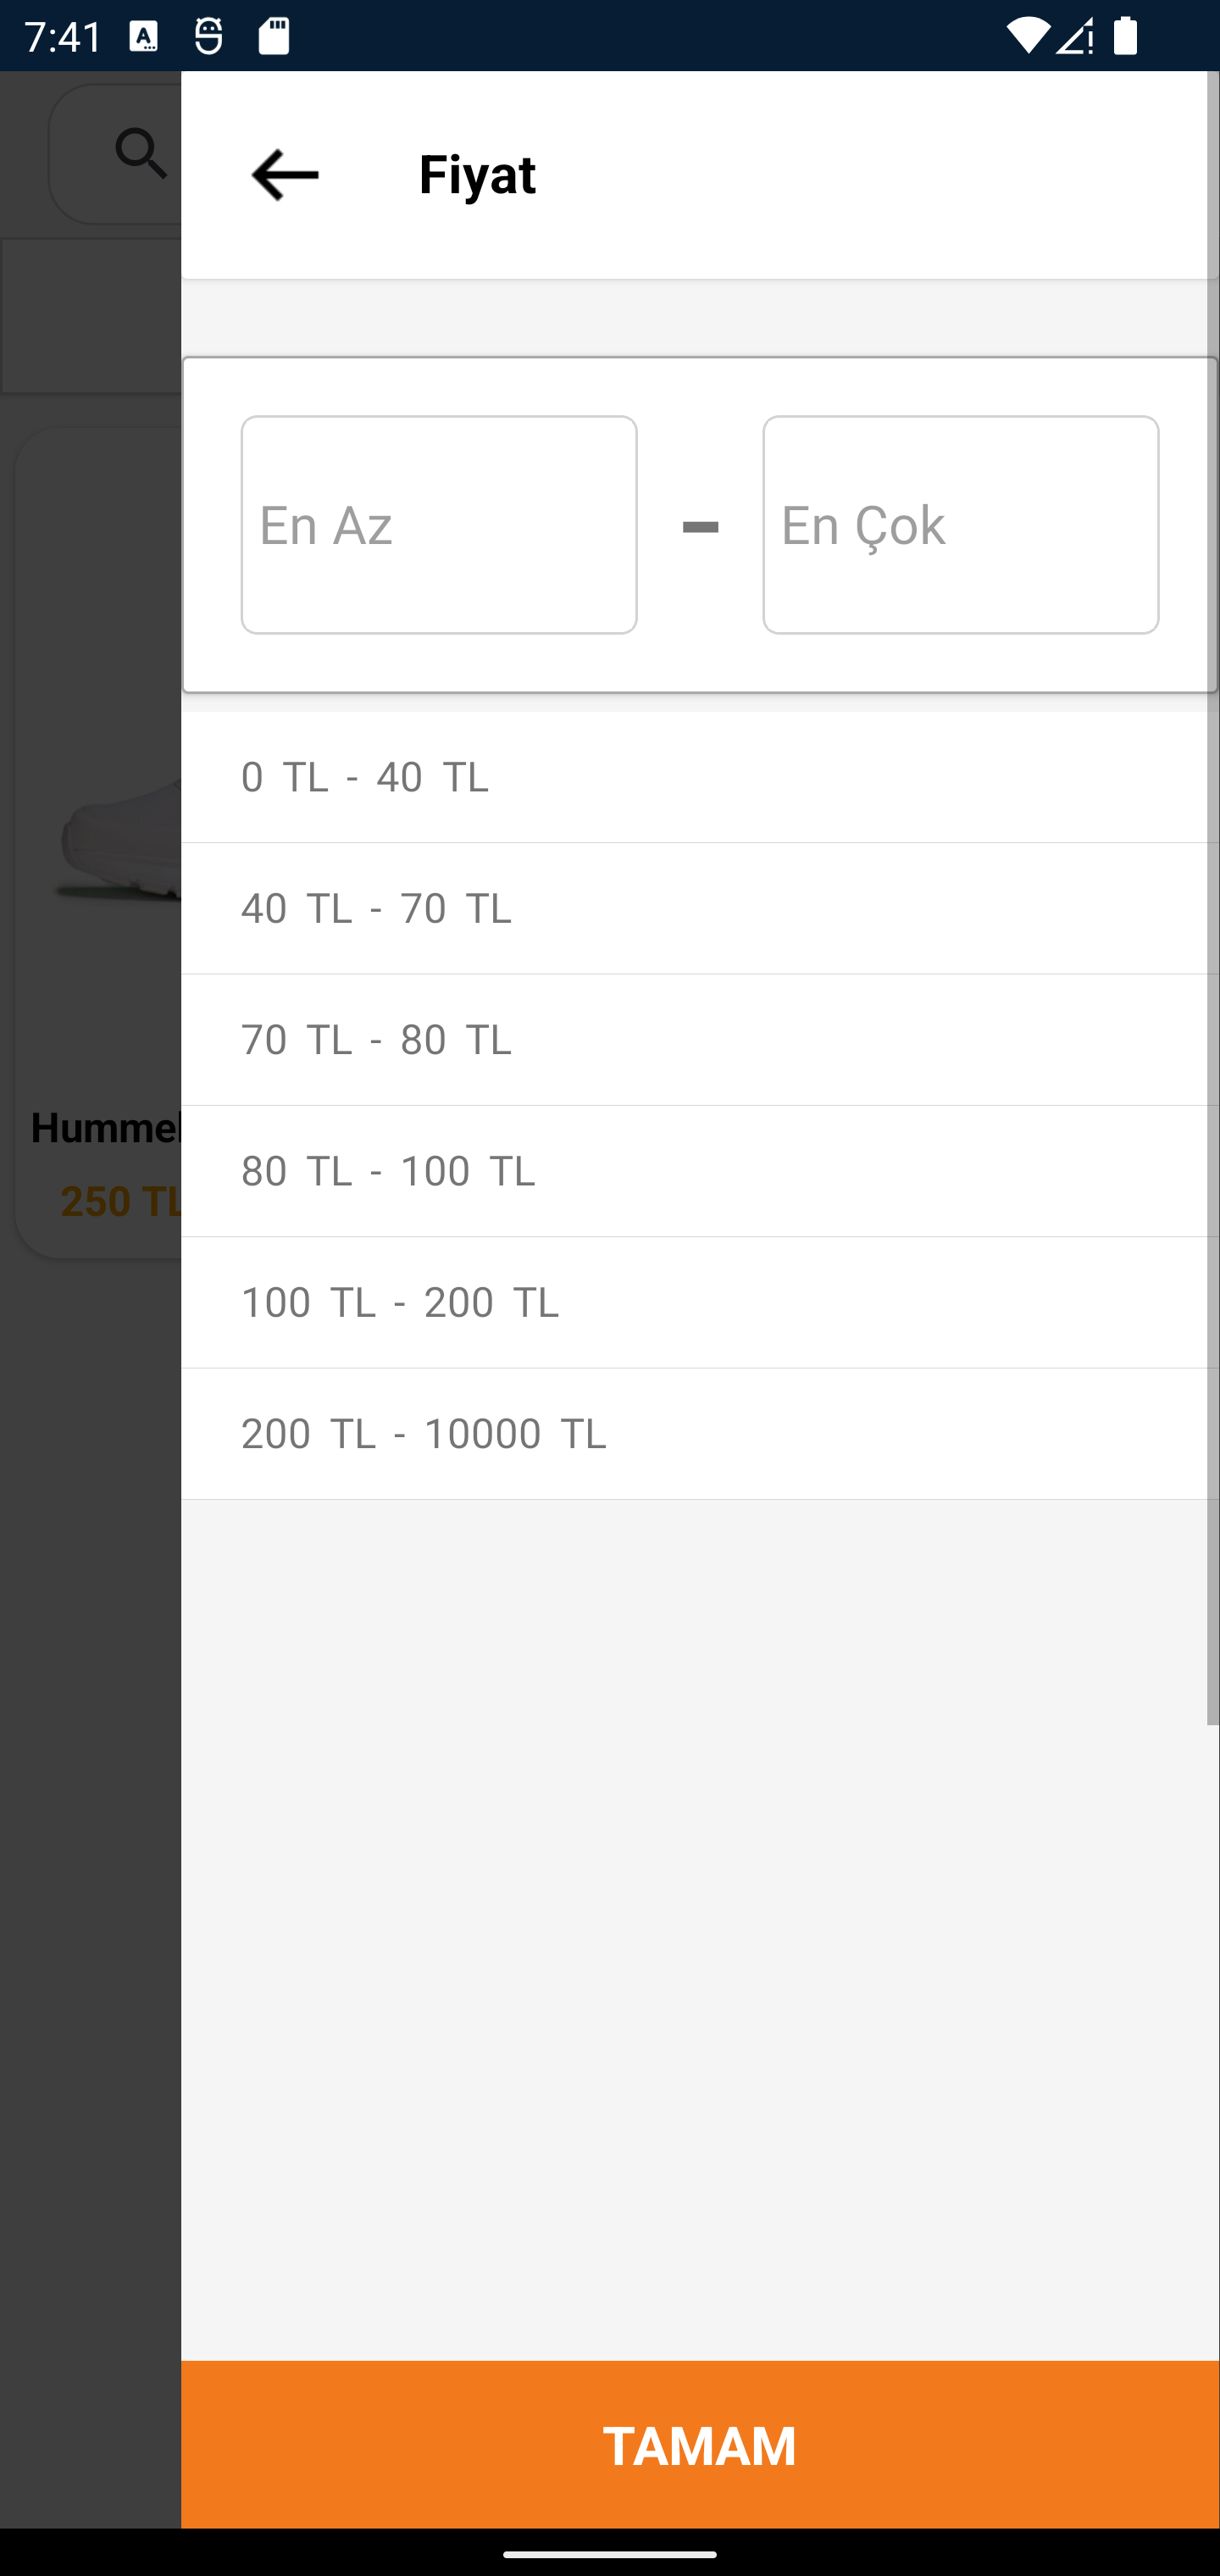 7:41
Fiyat
En Az - En Çok
0 TL - 40 TL
40 TL - 70 TL
70 TL - 80 TL
80 TL - 100 TL
Hummel
250 TL
100 TL - 200 TL
200 TL - 10000 TL
TAMAM